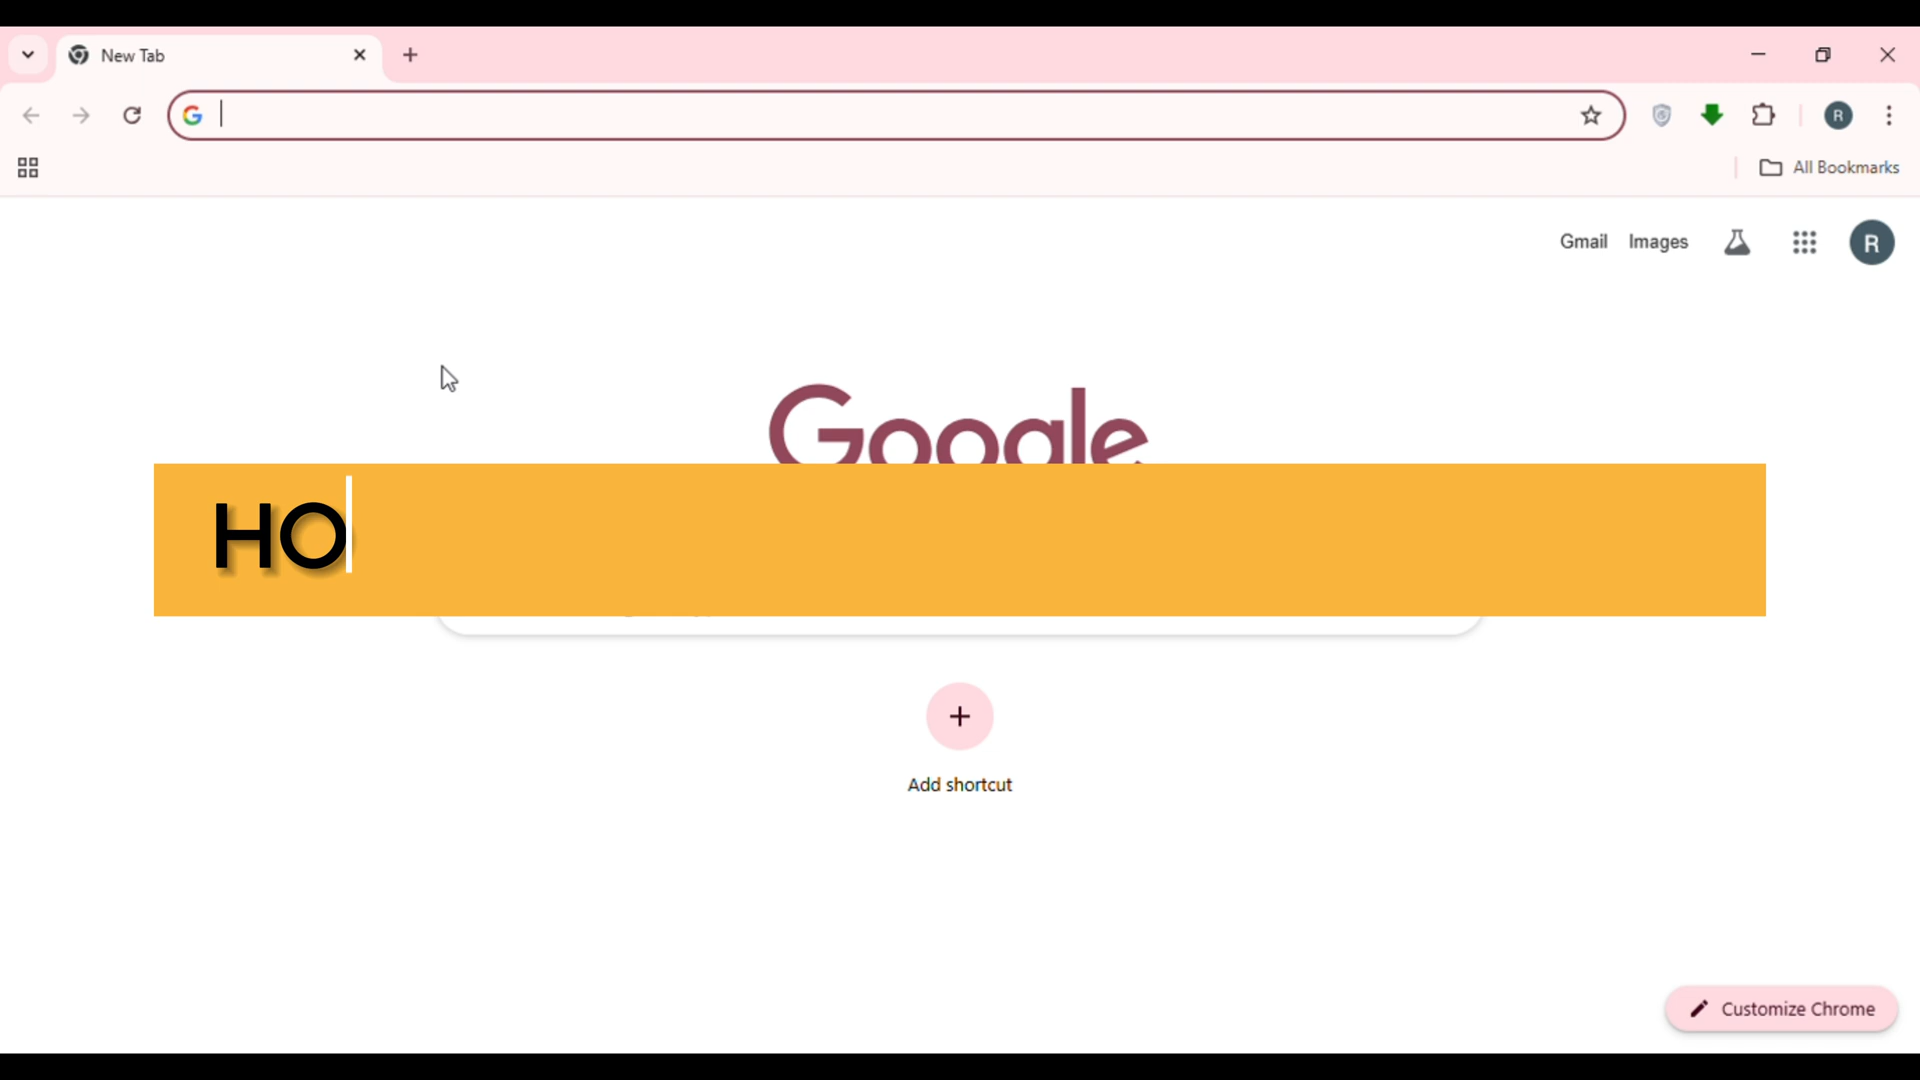 New Tab
R
All Bookmarks
Gmail Images
R
Google
HO
Add shortcut
Customize Chrome